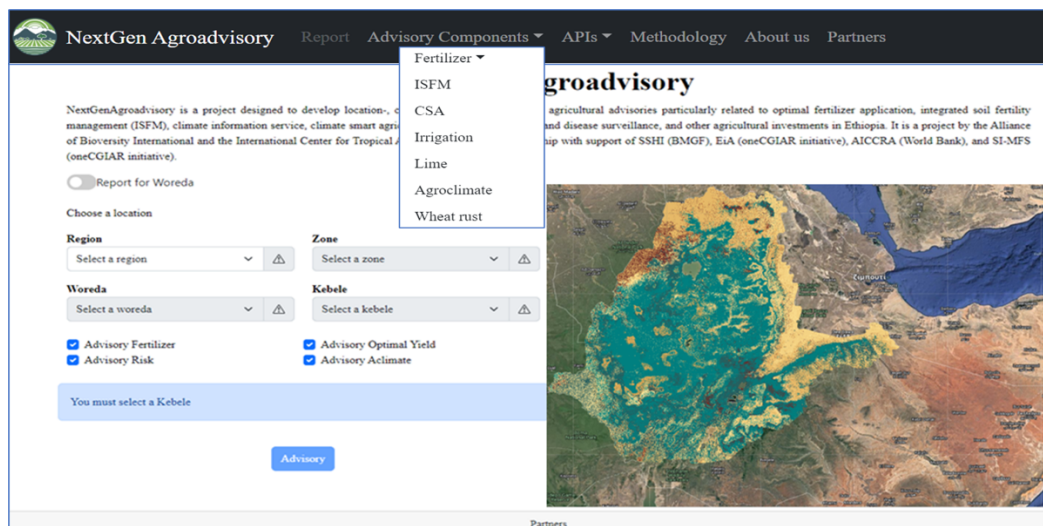 NextGen Agroadvisory Report Advisory Components APIs Methodology About us Partners
Fertilizer
ISFM
CSA
Irrigation
Lime
Agroclimate
Wheat rust
groadvisory
NextGenAgroadvisory is a project designed to develop location-, c agricultural advisories particularly related to optimal fertilizer application, integrated soil fertility
management (ISFM), climate information service, climate smart agri and disease surveillance, and other agricultural investments in Ethiopia. It is a project by the Alliance
of Bioversity International and the International Center for Tropical A hip with support of SSHI (BMGF), EiA (oneCGIAR initiative), AICCRA (World Bank), and SI-MFS
(oneCGIAR initiative).
Report for Woreda
Choose a location
Region Zone
Select a region Select a zone
Woreda Kebele
Select a woreda Select a kebele
Advisory Fertilizer Advisory Optimal Yield
Advisory Risk Advisory Aclimate
You must select a Kebele
Advisory
Partners